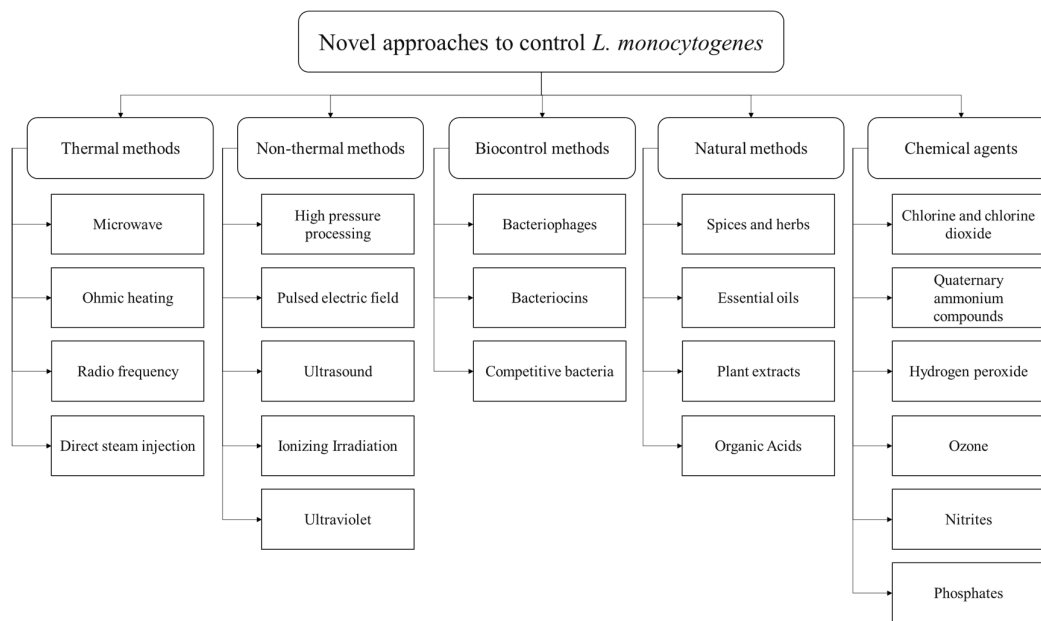 Novel approaches to control L. monocytogenes
Thermal methods
Microwave
Ohmic heating
Radio frequency
Direct steam injection
Non-thermal methods
High pressure
processing
Pulsed electric field
Ultrasound
Ionizing Irradiation
Ultraviolet
Biocontrol methods
Bacteriophages
Bacteriocins
Competitive bacteria
Natural methods
Spices and herbs
Essential oils
Plant extracts
Organic Acids
Chemical agents
Chlorine and chlorine
dioxide
Quaternary
ammonium
compounds
Hydrogen peroxide
Ozone
Nitrites
Phosphates